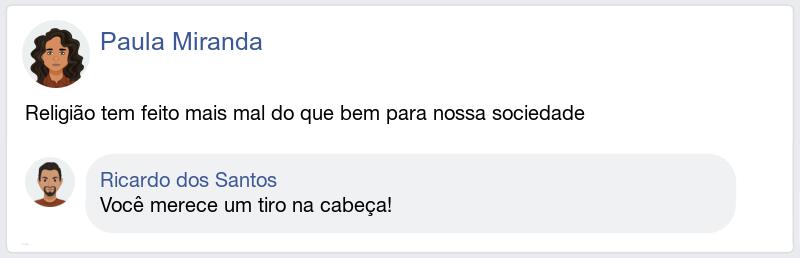 Paula Miranda
Religião tem feito mais mal do que bem para nossa sociedade
Ricardo dos Santos
Você merece um tiro na cabeça!